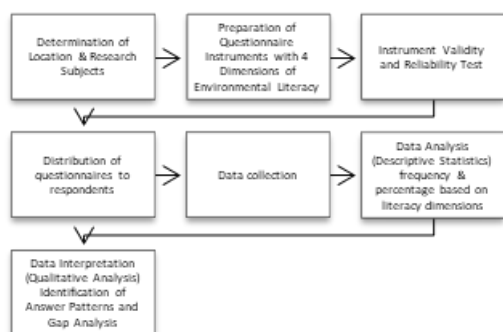 Determination of
Location & Research
Subjects
Preparation of
Questionnaire
Instruments with 4
Dimensions of
Environmental Literacy
Instrument Validity
and Reliability Test
Distribution of
questionnaires to
respondents
Data collection
Data Analysis
(Descriptive Statistics)
frequency &
percentage based on
literacy dimensions
Data Interpretation
(Qualitative Analysis)
Identification of
Answer Patterns and
Gap Analysis